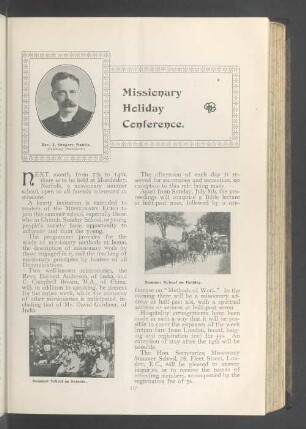 Missionary
Holiday
Conference.
Rev. J. Gregory Mantle.
NEXT month, from 7th to 14th,
there is to be held at Mundesley,
Norfolk, a missionary summer
school, open to all friends interested in
missions.
A hearty invitation is extended to
readers of the MISSIONARY ECHO to
join this summer school, especially those
who in Church, Sunday School, or young
people's society have opportunity to
influence and train the young.
The programme provides for the
study of missionary methods at home,
the description of missionary work by
those engaged in it, and the teaching of
missionary principles by leaders of all
Denominations.
Two well-known missionaries, the
Revs. Herbert Anderson, of India, and
C. Campbell Brown, M.A., of China,
will, in addition to speaking, be present
for the entire week, while the company
of other missionaries is anticipated, in-
cluding that of Mr. David
India.
Summer School on
The afternoon of each day is re-
served for excursions and recreation, no
exception to this rule being made.
Apart from Sunday, July 8th, the pro-
ceedings will comprise a Bible lecture
at half-past nine, followed by a con-
Summer School on Holiday.
ference on "Methods of Work." In the
evening there will be a missionary ad-
dress at half-past six, with a spiritual
address or sermon at half-past seven.
Hospitality arrangements have been
made in such a way that it will be pos-
sible to cover the expenses of the week
(return fare from London, board, lodg-
ing and registration fee) for
extension of stay after the 14th will be
possible.
The Hon. Secretaries, Missionary
Summer School, 78, Fleet Street, Lon-
don, E.C., will be pleased to answer
inquiries, or to receive the names of
intending members, accompanied by the
registration fee of 5s.